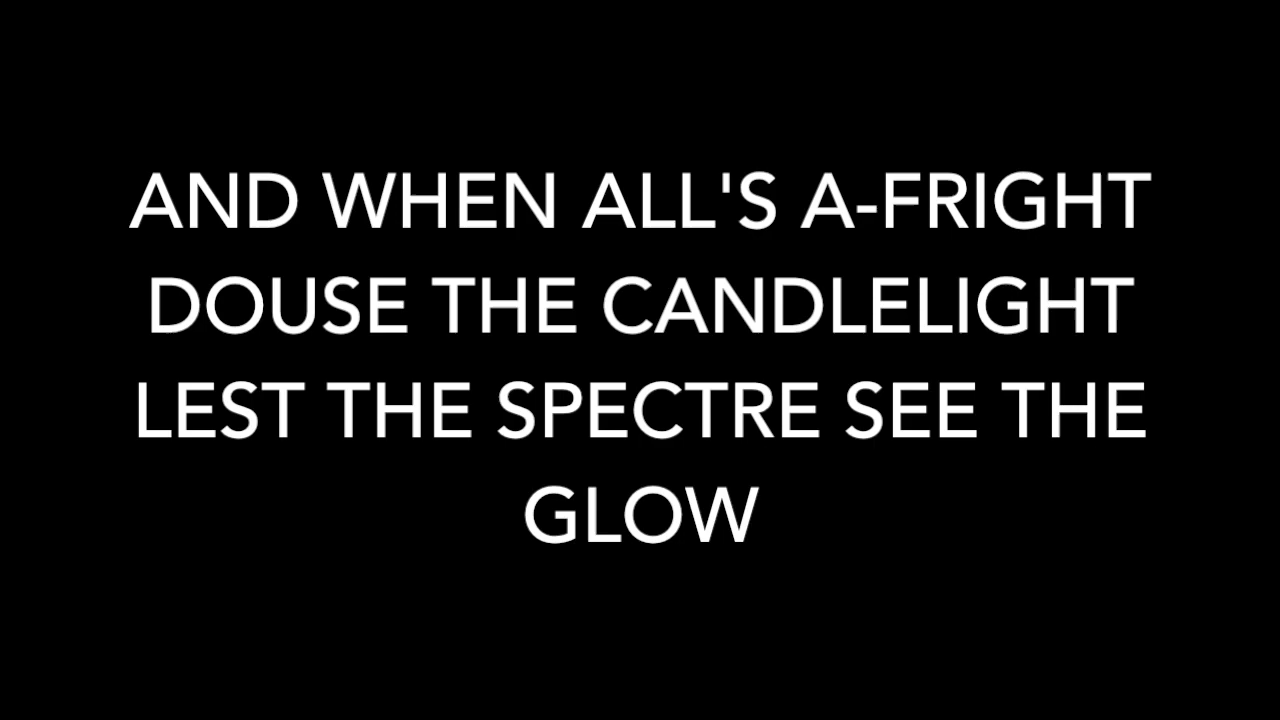 AND WHEN ALL'S A-FRIGHT
DOUSE THE CANDLELIGHT
LEST THE SPECTRE SEE THE
GLOW